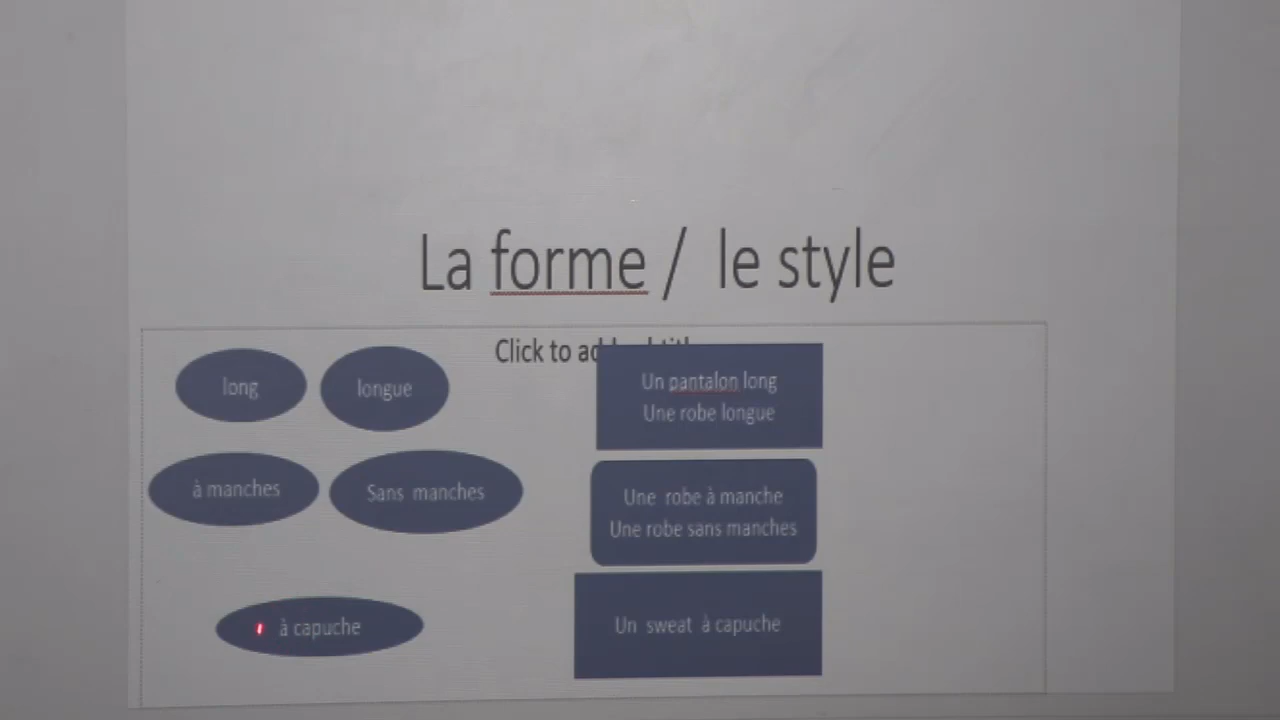 La forme / le style
Click to add
long
longue
Un pantalon long
Une robe longue
à manches
Sans manches
Une robe à manche
Une robe sans manches
à capuche
Un sweat à capuche